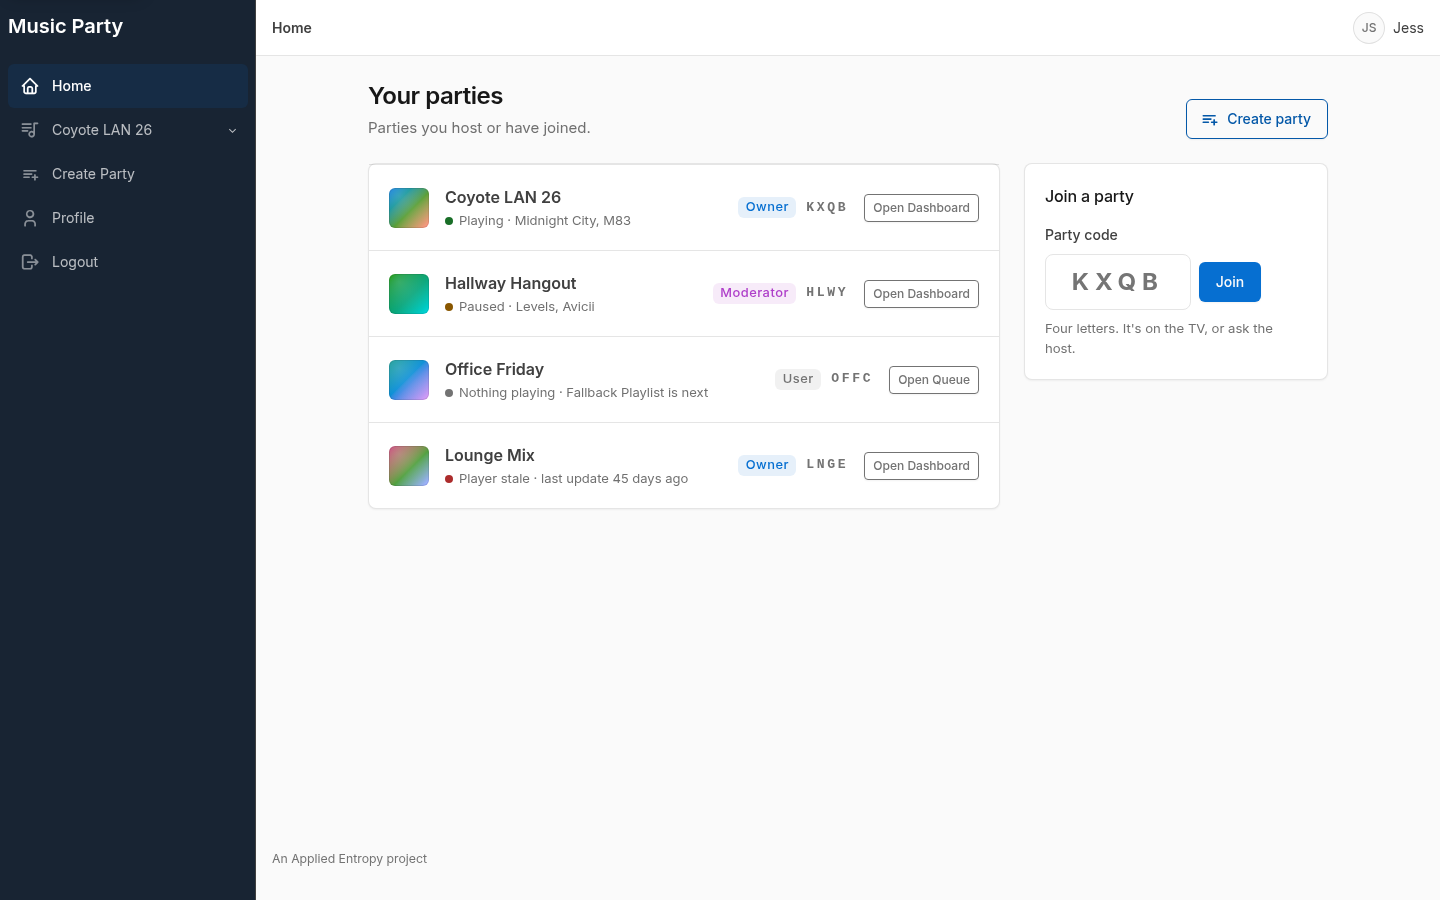 Music Party
Home
Coyote LAN 26
Create Party
Profile
Logout
Home
JS Jess
Your parties
Parties you host or have joined.
Create party
Coyote LAN 26
Playing · Midnight City, M83
Owner KXQB Open Dashboard
Hallway Hangout
Paused · Levels, Avicii
Moderator HLWY Open Dashboard
Office Friday
Nothing playing · Fallback Playlist is next
User OFFC Open Queue
Lounge Mix
Player stale · last update 45 days ago
Owner LNGE Open Dashboard
Join a party
Party code
KXQB Join
Four letters. It's on the TV, or ask the
host.
An Applied Entropy project